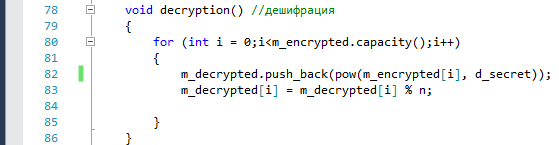 78 void decryption() //дешифрация
79 {
80 for (int i = 0;i<m_encrypted.capacity();i++)
81 {
82 m_decrypted.push_back(pow(m_encrypted[i], d_secret));
83 m_decrypted[i] = m_decrypted[i] % n;
84
85 }
86 }